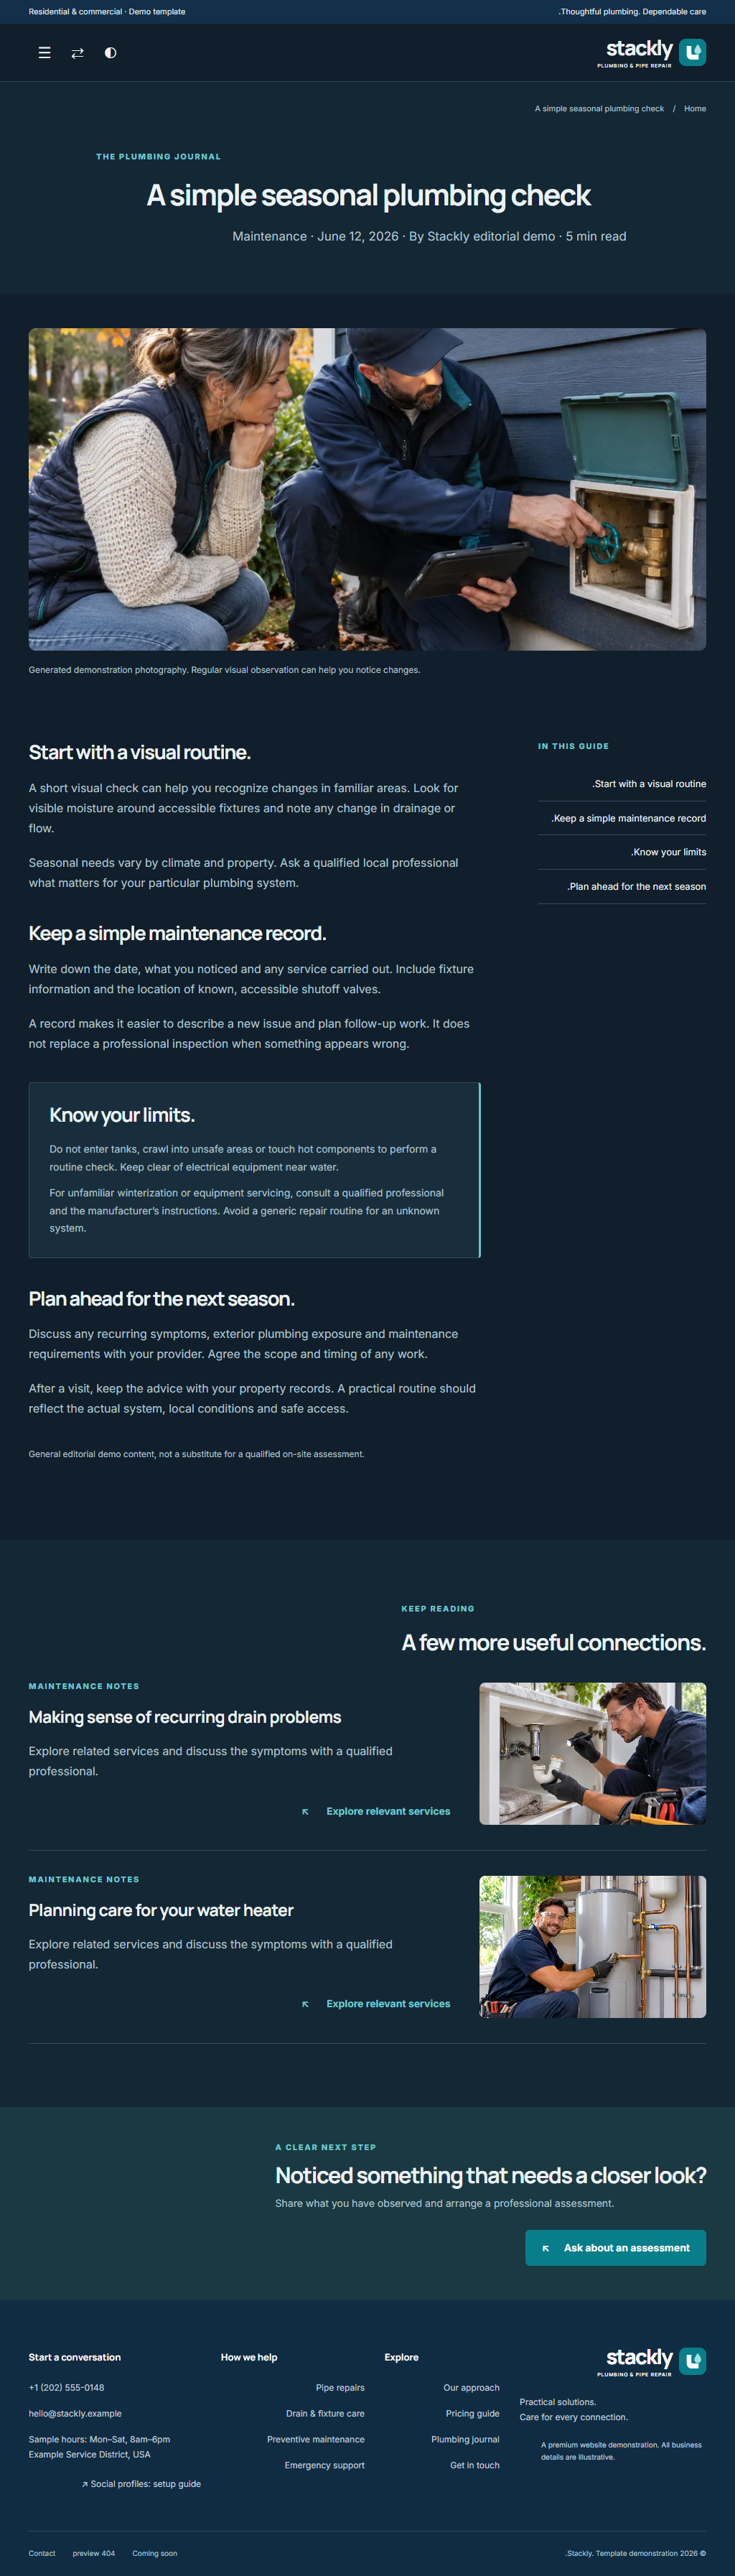 Residential & commercial · Demo template
.Thoughtful plumbing. Dependable care
stackly
PLUMBING & PIPE REPAIR
A simple seasonal plumbing check / Home
THE PLUMBING JOURNAL
A simple seasonal plumbing check
Maintenance · June 12, 2026 · By Stackly editorial demo · 5 min read
Generated demonstration photography. Regular visual observation can help you notice changes.
Start with a visual routine.
A short visual check can help you recognize changes in familiar areas. Look for
visible moisture around accessible fixtures and note any change in drainage or
flow.
Seasonal needs vary by climate and property. Ask a qualified local professional
what matters for your particular plumbing system.
Keep a simple maintenance record.
Write down the date, what you noticed and any service carried out. Include fixture
information and the location of known, accessible shutoff valves.
A record makes it easier to describe a new issue and plan follow-up work. It does
not replace a professional inspection when something appears wrong.
Know your limits.
Do not enter tanks, crawl into unsafe areas or touch hot components to perform a
routine check. Keep clear of electrical equipment near water.
For unfamiliar winterization or equipment servicing, consult a qualified professional
and the manufacturer's instructions. Avoid a generic repair routine for an unknown
system.
Plan ahead for the next season.
Discuss any recurring symptoms, exterior plumbing exposure and maintenance
requirements with your provider. Agree the scope and timing of any work.
After a visit, keep the advice with your property records. A practical routine should
reflect the actual system, local conditions and safe access.
General editorial demo content, not a substitute for a qualified on-site assessment.
IN THIS GUIDE
.Start with a visual routine
.Keep a simple maintenance record
.Know your limits
.Plan ahead for the next season
KEEP READING
A few more useful connections.
MAINTENANCE NOTES
Making sense of recurring drain problems
Explore related services and discuss the symptoms with a qualified
professional.
↖ Explore relevant services
MAINTENANCE NOTES
Planning care for your water heater
Explore related services and discuss the symptoms with a qualified
professional.
↖ Explore relevant services
A CLEAR NEXT STEP
Noticed something that needs a closer look?
Share what you have observed and arrange a professional assessment.
↖ Ask about an assessment
Start a conversation
+1 (202) 555-0148
hello@stackly.example
Sample hours: Mon–Sat, 8am–6pm
Example Service District, USA
↗ Social profiles: setup guide
How we help
Pipe repairs
Drain & fixture care
Preventive maintenance
Emergency support
Explore
Our approach
Pricing guide
Plumbing journal
Get in touch
stackly
PLUMBING & PIPE REPAIR
Practical solutions.
Care for every connection.
A premium website demonstration. All business
details are illustrative.
Contact preview 404 Coming soon
.Stackly. Template demonstration 2026 ©